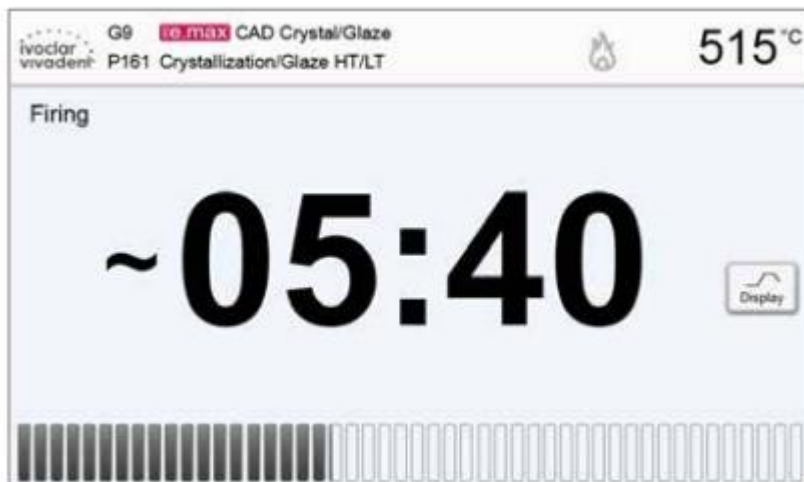 ivoclar
vivadent
G9 e.max CAD Crystal/Glaze
P161 Crystallization/Glaze HT/LT
515 °C
Firing
~05:40
Display